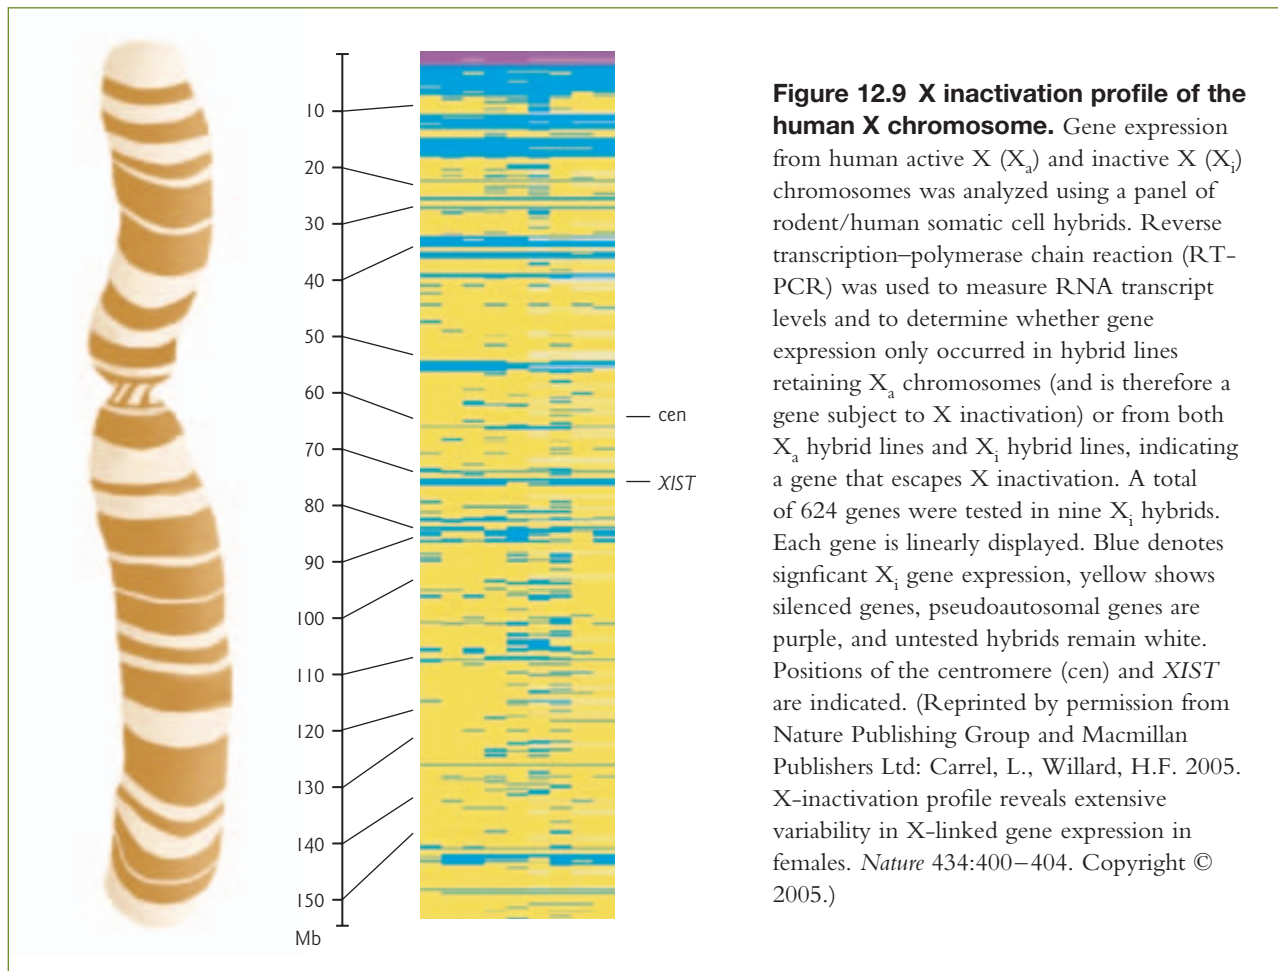 10
20
30
40
50
60
70
80
90
100
110
120
130
140
150
Mb
cen
XIST
Figure 12.9 X inactivation profile of the
human X chromosome. Gene expression
from human active X (Xa) and inactive X (Xi)
chromosomes was analyzed using a panel of
rodent/human somatic cell hybrids. Reverse
transcription–polymerase chain reaction (RT-
PCR) was used to measure RNA transcript
levels and to determine whether gene
expression only occurred in hybrid lines
retaining Xa chromosomes (and is therefore a
gene subject to X inactivation) or from both
Xa hybrid lines and Xi hybrid lines, indicating
a gene that escapes X inactivation. A total
of 624 genes were tested in nine Xi hybrids.
Each gene is linearly displayed. Blue denotes
signficant Xi gene expression, yellow shows
silenced genes, pseudoautosomal genes are
purple, and untested hybrids remain white.
Positions of the centromere (cen) and XIST
are indicated. (Reprinted by permission from
Nature Publishing Group and Macmillan
Publishers Ltd: Carrel, L., Willard, H.F. 2005.
X-inactivation profile reveals extensive
variability in X-linked gene expression in
females. Nature 434:400–404. Copyright ©
2005.)